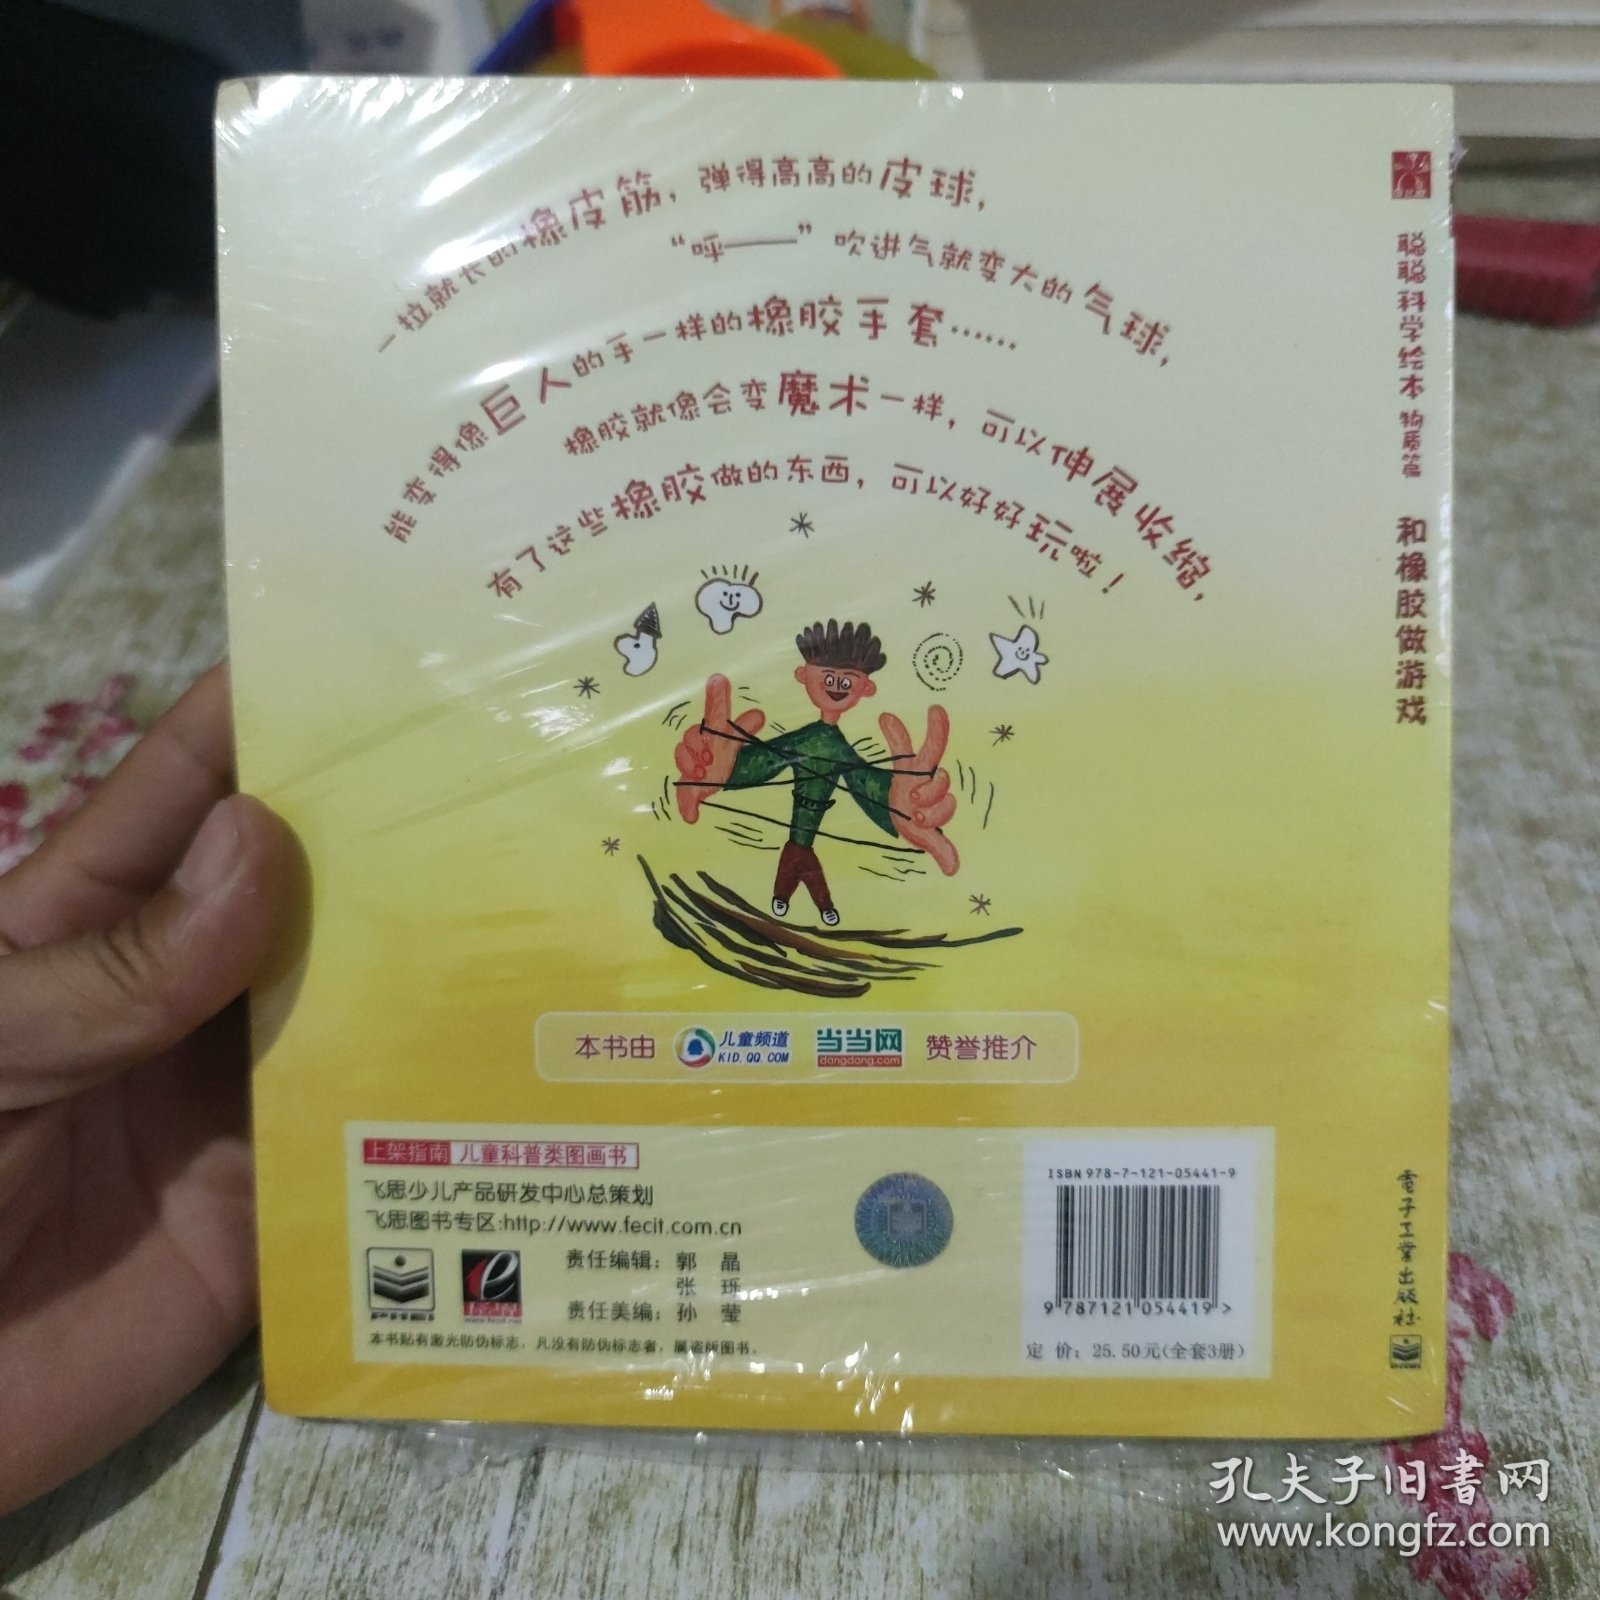 一拉就长的橡皮筋，弹得高高的皮球，
“呼——”吹进气就变大的气球，
能变得像巨人的手一样的橡胶手套……
橡胶就像会变魔术一样，可以伸展收缩，
有了这些橡胶做的东西，可以好好玩啦！
本书由 儿童频道 KID.QQ.COM 当当网 dangdang.com 赞誉推介
上架指南 儿童科普类图画书
飞思少儿产品研发中心总策划
飞思图书专区:http://www.fecit.com.cn
责任编辑：郭 晶
张 珎
责任美编：孙 莹
本书贴有激光防伪标志，凡没有防伪标志者，属盗版图书。
ISBN 978-7-121-05441-9
9 787121 054419 >
定 价：25.50元(全套3册)
聪聪科学绘本 物质篇 和橡胶做游戏
电子工业出版社
孔夫子旧书网
www.kongfz.com